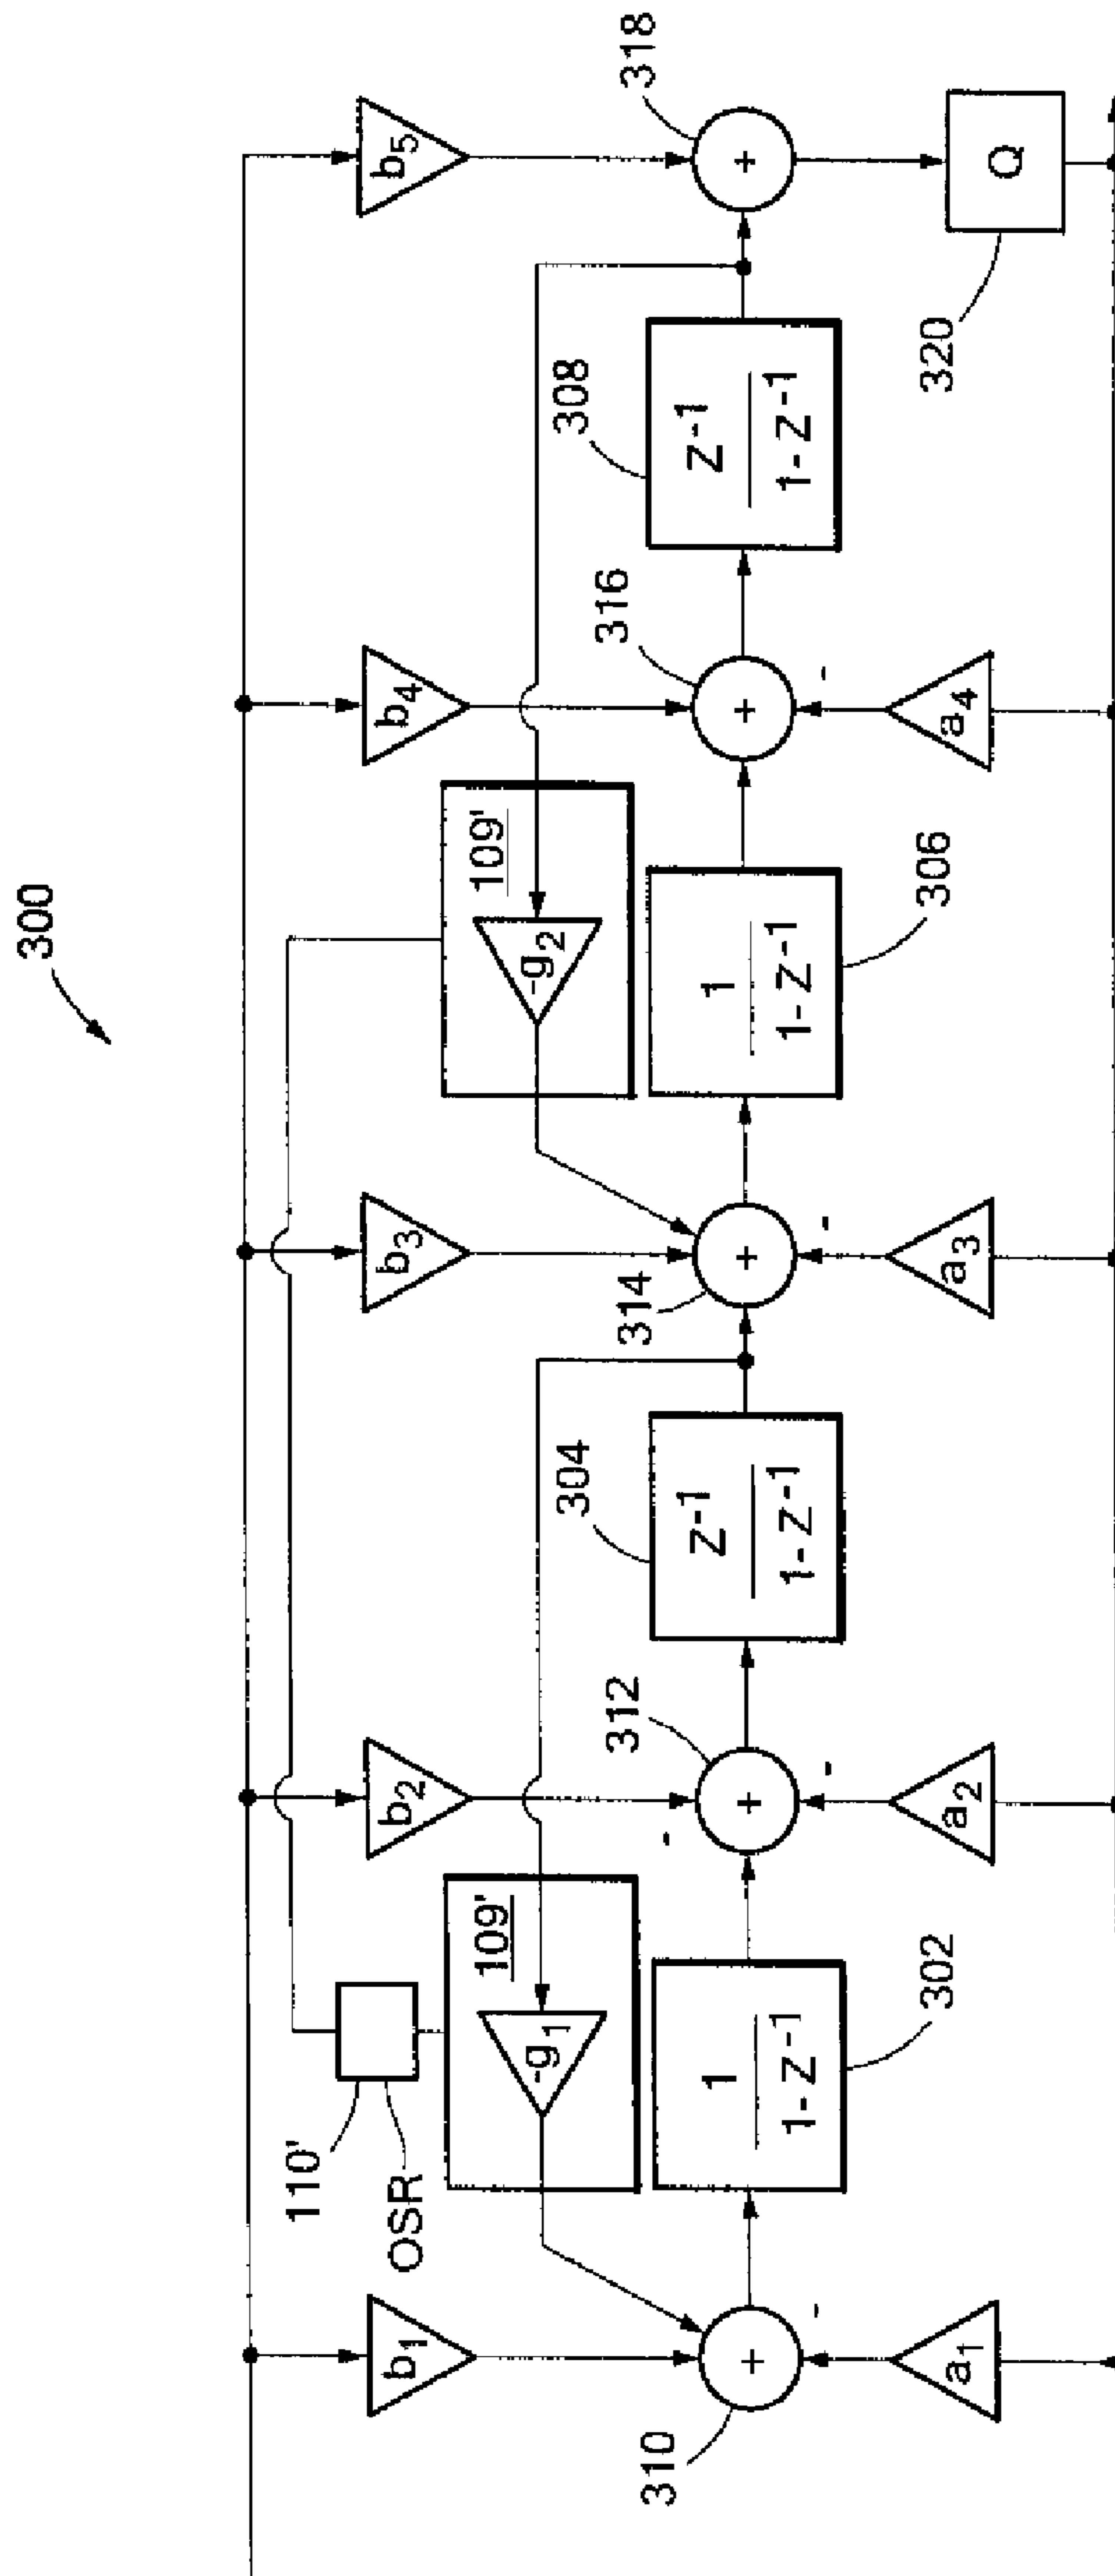 300
b₁
b₂
b₃
b₄
b₅
110'
OSR
109'
-g₁
109'
-g₂
310
+
-
1
1-Z⁻¹
302
312
-
+
-
304
Z⁻¹
1-Z⁻¹
314
+
-
1
1-Z⁻¹
306
316
+
-
308
Z⁻¹
1-Z⁻¹
318
+
Q
320
a₁
a₂
a₃
a₄